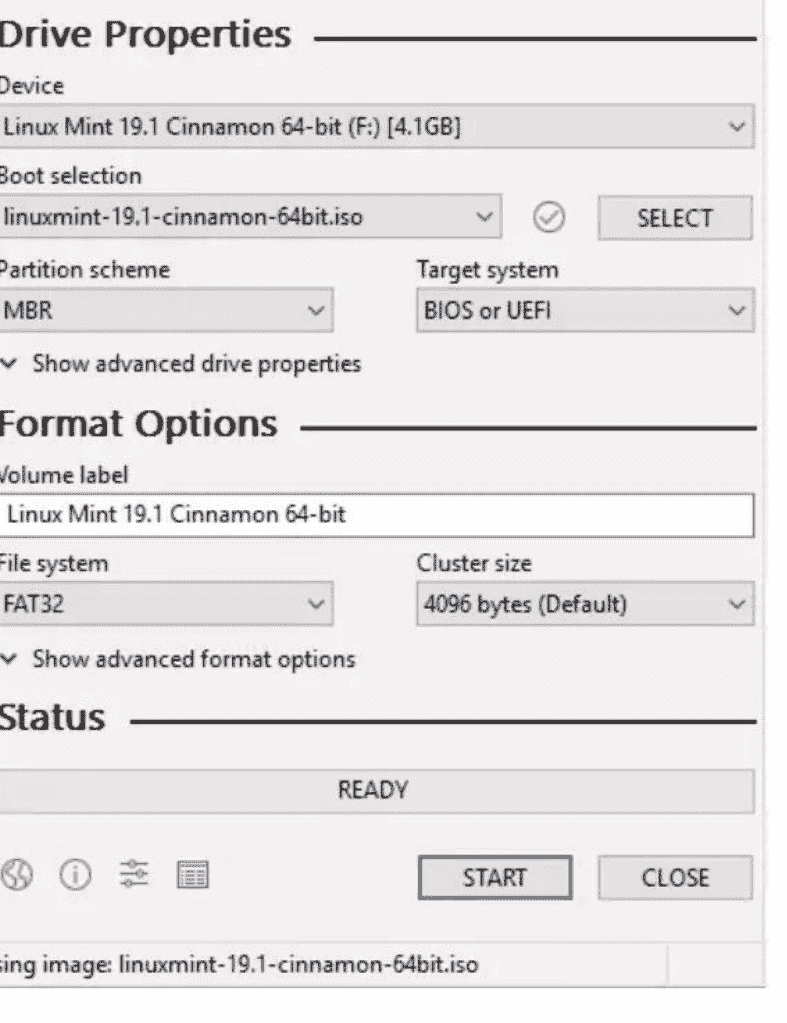 Drive Properties
Device
Linux Mint 19.1 Cinnamon 64-bit (F:) [4.1GB]
Boot selection
linuxmint-19.1-cinnamon-64bit.iso
SELECT
Partition scheme
Target system
MBR
BIOS or UEFI
Show advanced drive properties
Format Options
Volume label
Linux Mint 19.1 Cinnamon 64-bit
File system
Cluster size
FAT32
4096 bytes (Default)
Show advanced format options
Status
READY
START
CLOSE
sing image: linuxmint-19.1-cinnamon-64bit.iso